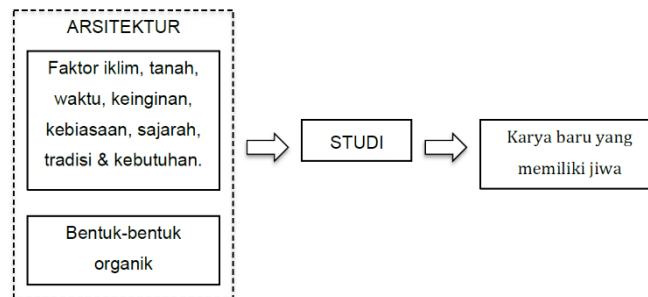 ARSITEKTUR
Faktor iklim, tanah,
waktu, keinginan,
kebiasaan, sajarah,
tradisi & kebutuhan.
Bentuk-bentuk
organik
STUDI
Karya baru yang
memiliki jiwa